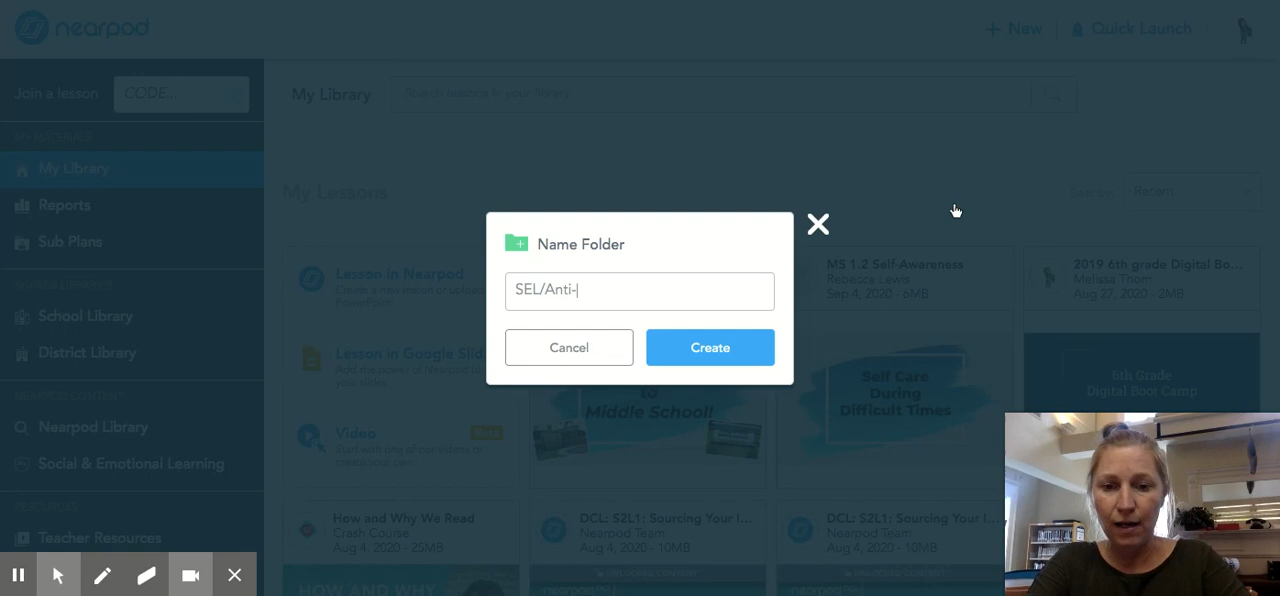 nearpod
+ New
Quick Launch
Join a lesson
CODE...
My Library
Search lessons in your library
MY MATERIALS
My Library
Reports
Sub Plans
My Lessons
Sort by:
Recent
Name Folder
SEL/Anti-
Cancel
Create
Lesson in Nearpod
Create a new lesson or upload
PowerPoint
MS 1.2 Self-Awareness
Rebecca Lewis
Sep 4, 2020 - 6MB
2019 6th grade Digital Bo...
Melissa Thom
Aug 27, 2020 - 2MB
School Library
District Library
Lesson in Google Slid
Add the power of Nearpod to
your slides
to
Middle School!
Self Care
During
Difficult Times
6th Grade
Digital Boot Camp
NEARPOD CONTENT
Nearpod Library
Social & Emotional Learning
Video
Beta
Start with one of our videos or
create your own
RESOURCES
Teacher Resources
How and Why We Read
Crash Course
Aug 4, 2020 - 25MB
DCL: S2L1: Sourcing Your I...
Nearpod Team
Aug 4, 2020 - 10MB
DCL: S2L1: Sourcing Your I...
Nearpod Team
Aug 4, 2020 - 10MB
HOW AND WHY